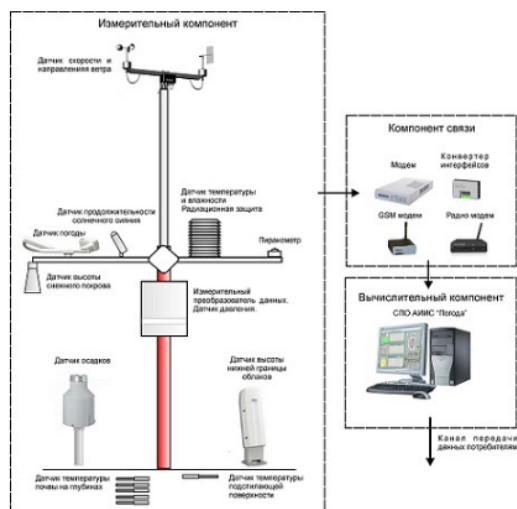 Измерительный компонент
Датчик скорости и
направления ветра
Датчик температуры
и влажности
Радиационная защита
Датчик продолжительности
солнечного сияния
Датчик погоды
Пиранометр
Датчик высоты
снежного покрова
Измерительный
преобразователь данных.
Датчик давления.
Датчик осадков
Датчик высоты
нижней границы
облаков
Датчик температуры
почвы на глубинах
Датчик температуры
подстилающей
поверхности
Компонент связи
Модем
Конвертер
интерфейсов
GSM модем
Радио модем
Вычислительный компонент
СПО АИИС "Погода"
Канал передачи
данных потребителям